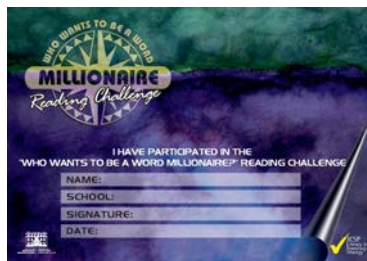 WHO WANTS TO BE A WORD
MILLIONAIRE
Reading Challenge
I HAVE PARTICIPATED IN THE
"WHO WANTS TO BE A WORD MILLIONAIRE?" READING CHALLENGE
NAME:
SCHOOL:
SIGNATURE:
DATE: